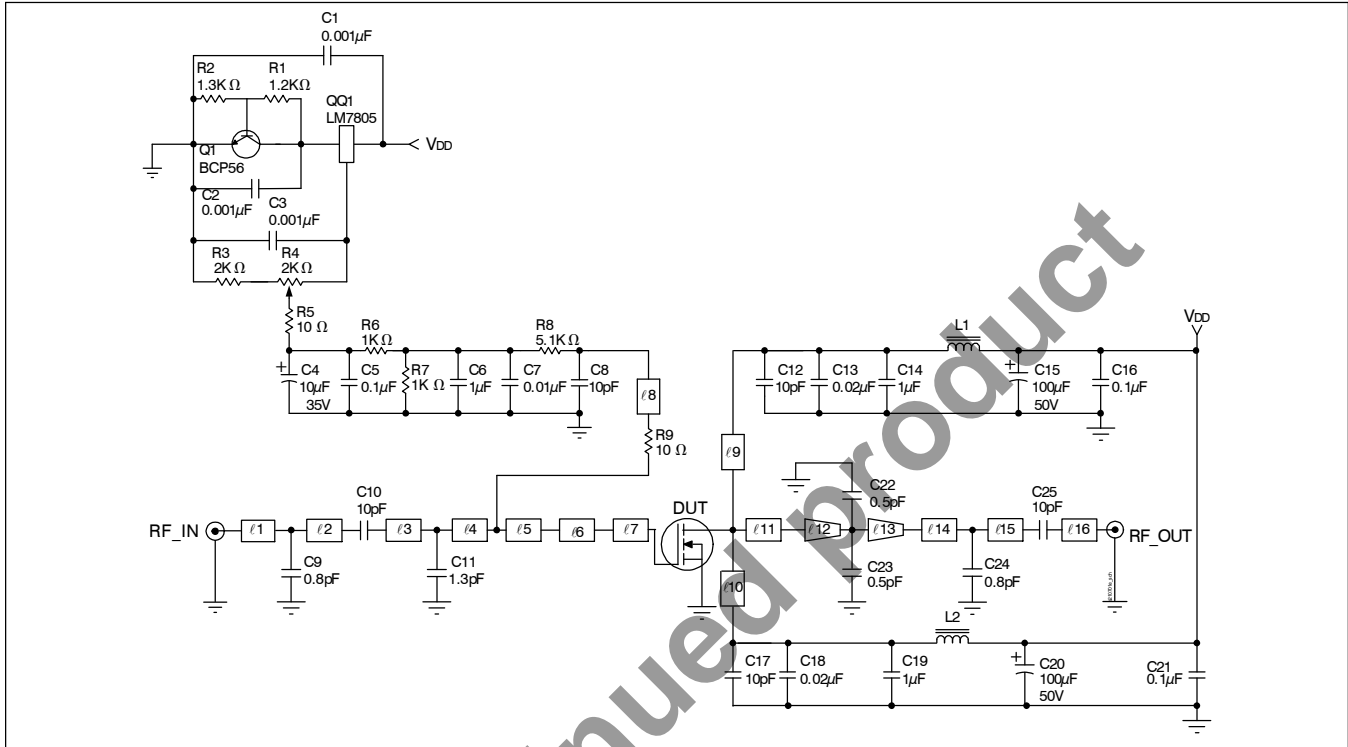 C1
0.001µF
R2
1.3K Ω
R1
1.2KΩ
QQ1
LM7805
VDD
Q1
BCP56
C2
0.001µF
C3
0.001µF
R3
2K Ω
R4
2K Ω
R5
10 Ω
R6
1KΩ
R8
5.1K Ω
C4
10µF
35V
C5
0.1µF
R7
1K Ω
C6
1µF
C7
0.01µF
C8
10pF
ℓ8
R9
10 Ω
L1
VDD
C12
10pF
C13
0.02µF
C14
1µF
C15
100µF
50V
C16
0.1µF
ℓ9
RF_IN
ℓ1
ℓ2
C10
10pF
ℓ3
ℓ4
ℓ5
ℓ6
ℓ7
DUT
C9
0.8pF
C11
1.3pF
ℓ10
ℓ11
ℓ12
C22
0.5pF
C23
0.5pF
ℓ13
ℓ14
C24
0.8pF
ℓ15
C25
10pF
ℓ16
RF_OUT
L2
C17
10pF
C18
0.02µF
C19
1µF
C20
100µF
50V
C21
0.1µF
nued product